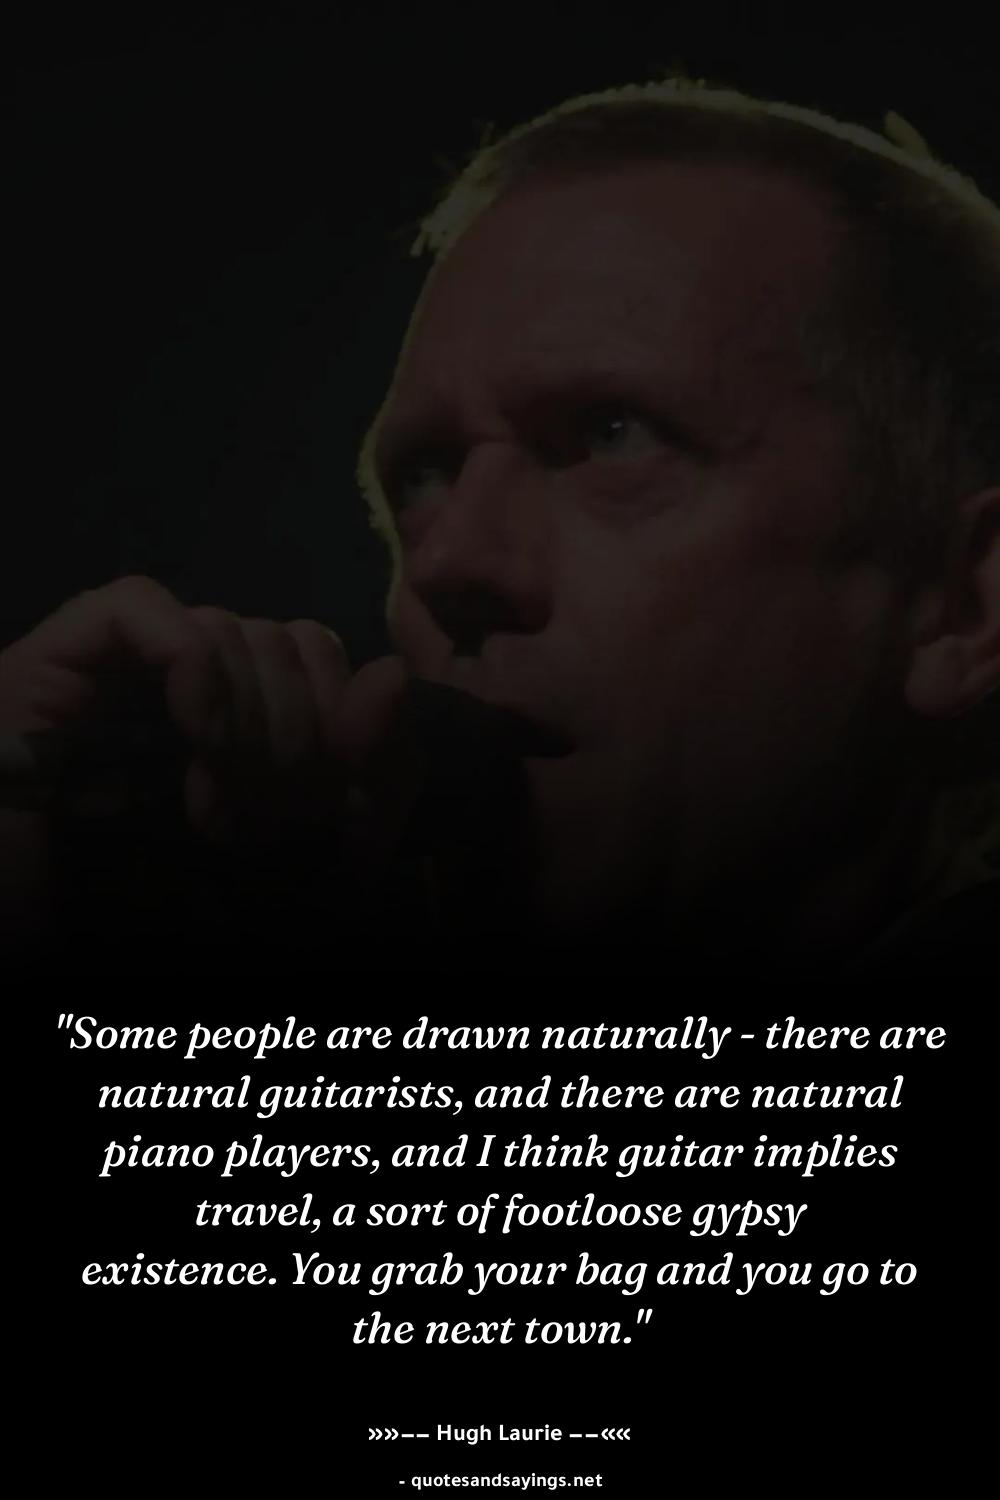 "Some people are drawn naturally - there are
natural guitarists, and there are natural
piano players, and I think guitar implies
travel, a sort of footloose gypsy
existence. You grab your bag and you go to
the next town."
»»−− Hugh Laurie −−««
- quotesandsayings.net